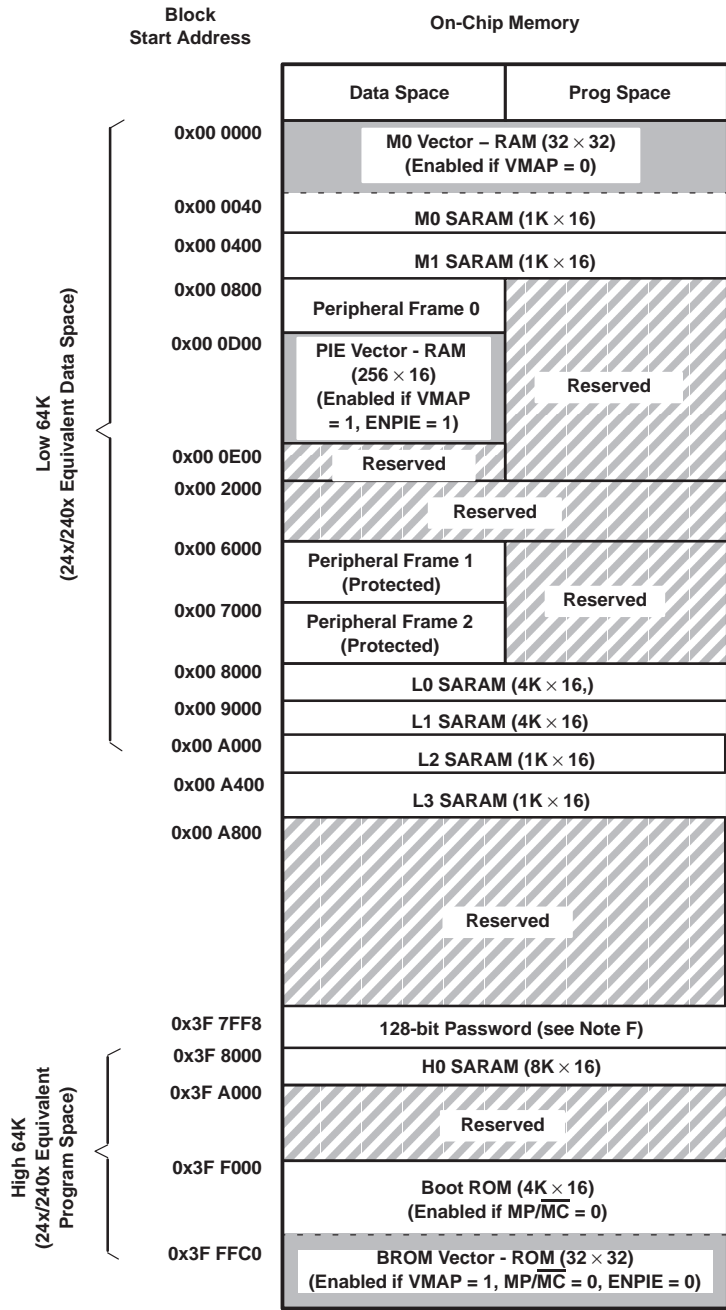 Block
Start Address
On-Chip Memory
Data Space
Prog Space
0x00 0000
M0 Vector – RAM (32 × 32)
(Enabled if VMAP = 0)
0x00 0040
M0 SARAM (1K × 16)
0x00 0400
M1 SARAM (1K × 16)
0x00 0800
Peripheral Frame 0
0x00 0D00
PIE Vector - RAM
(256 × 16)
(Enabled if VMAP
= 1, ENPIE = 1)
Reserved
0x00 0E00
Reserved
0x00 2000
Reserved
0x00 6000
Peripheral Frame 1
(Protected)
Reserved
0x00 7000
Peripheral Frame 2
(Protected)
0x00 8000
L0 SARAM (4K × 16,)
0x00 9000
L1 SARAM (4K × 16)
0x00 A000
L2 SARAM (1K × 16)
0x00 A400
L3 SARAM (1K × 16)
0x00 A800
Reserved
Low 64K
(24x/240x Equivalent Data Space)
0x3F 7FF8
128-bit Password (see Note F)
0x3F 8000
H0 SARAM (8K × 16)
0x3F A000
Reserved
0x3F F000
Boot ROM (4K × 16)
(Enabled if MP/M̅C̅ = 0)
0x3F FFC0
BROM Vector - ROM (32 × 32)
(Enabled if VMAP = 1, MP/M̅C̅ = 0, ENPIE = 0)
High 64K
(24x/240x Equivalent
Program Space)